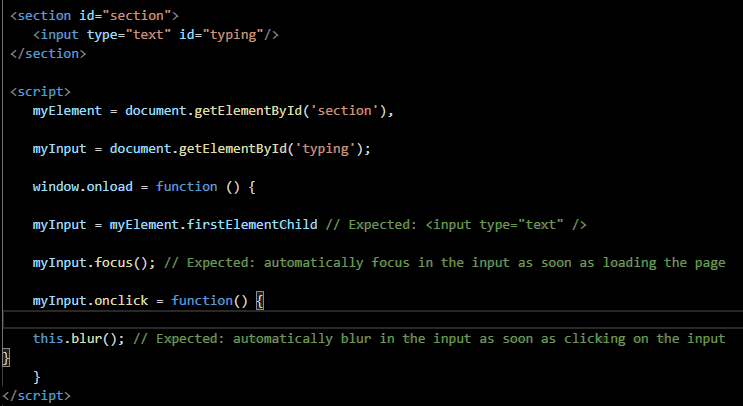 <section id="section">
<input type="text" id="typing"/>
</section>
<script>
myElement = document.getElementById('section'),
myInput = document.getElementById('typing');
window.onload = function () {
myInput = myElement.firstElementChild // Expected: <input type="text" />
myInput.focus(); // Expected: automatically focus in the input as soon as loading the page
myInput.onclick = function() {
this.blur(); // Expected: automatically blur in the input as soon as clicking on the input
}
}
</script>